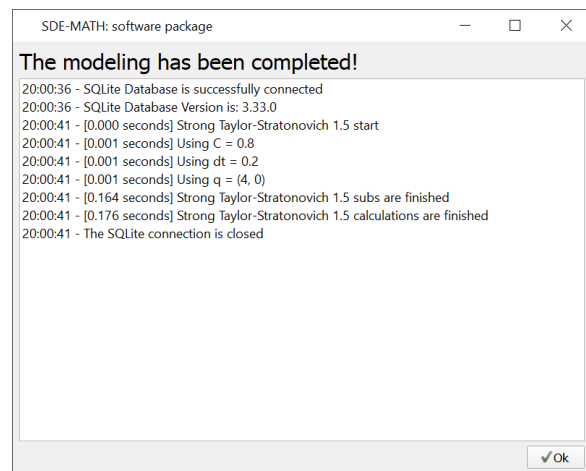 SDE-MATH: software package
The modeling has been completed!
20:00:36 - SQLite Database is successfully connected
20:00:36 - SQLite Database Version is: 3.33.0
20:00:41 - [0.000 seconds] Strong Taylor-Stratonovich 1.5 start
20:00:41 - [0.001 seconds] Using C = 0.8
20:00:41 - [0.001 seconds] Using dt = 0.2
20:00:41 - [0.001 seconds] Using q = (4, 0)
20:00:41 - [0.164 seconds] Strong Taylor-Stratonovich 1.5 subs are finished
20:00:41 - [0.176 seconds] Strong Taylor-Stratonovich 1.5 calculations are finished
20:00:41 - The SQLite connection is closed
Ok